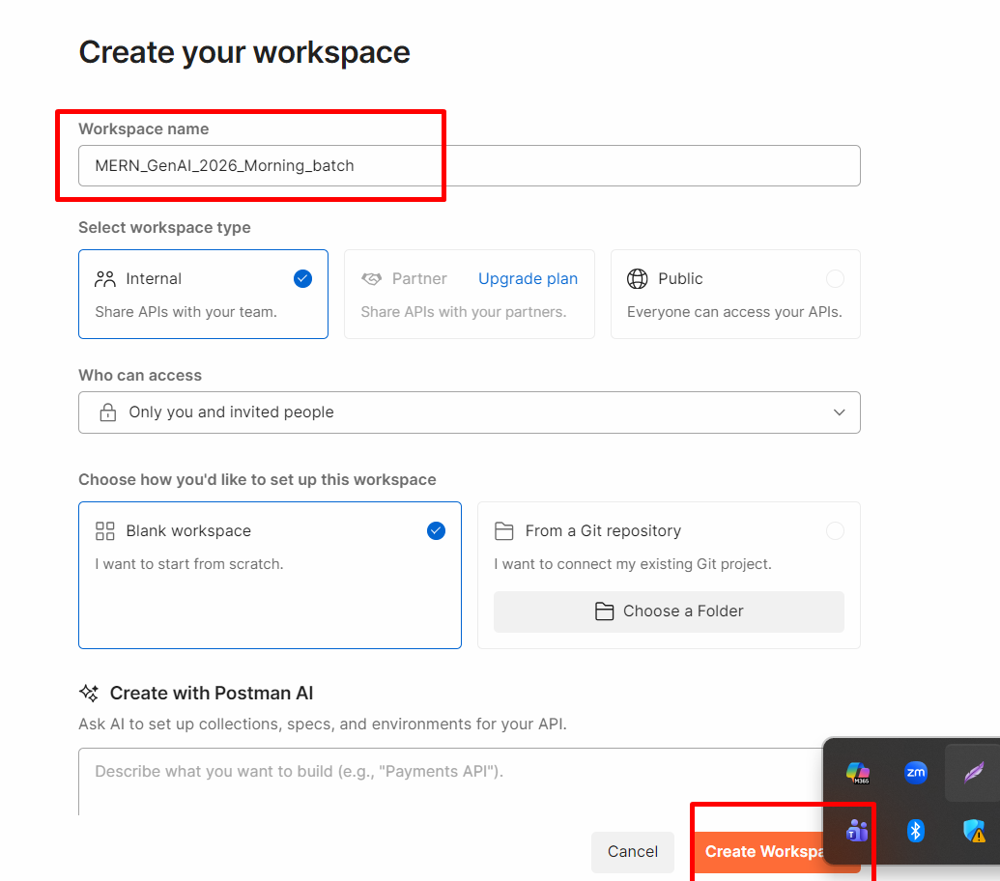 Create your workspace
Workspace name
MERN_GenAI_2026_Morning_batch
Select workspace type
Internal
Share APIs with your team.
Partner Upgrade plan
Share APIs with your partners.
Public
Everyone can access your APIs.
Who can access
Only you and invited people
Choose how you'd like to set up this workspace
Blank workspace
I want to start from scratch.
From a Git repository
I want to connect my existing Git project.
Choose a Folder
Create with Postman AI
Ask AI to set up collections, specs, and environments for your API.
Describe what you want to build (e.g., "Payments API").
M365
zm
T
Cancel
Create Workspa